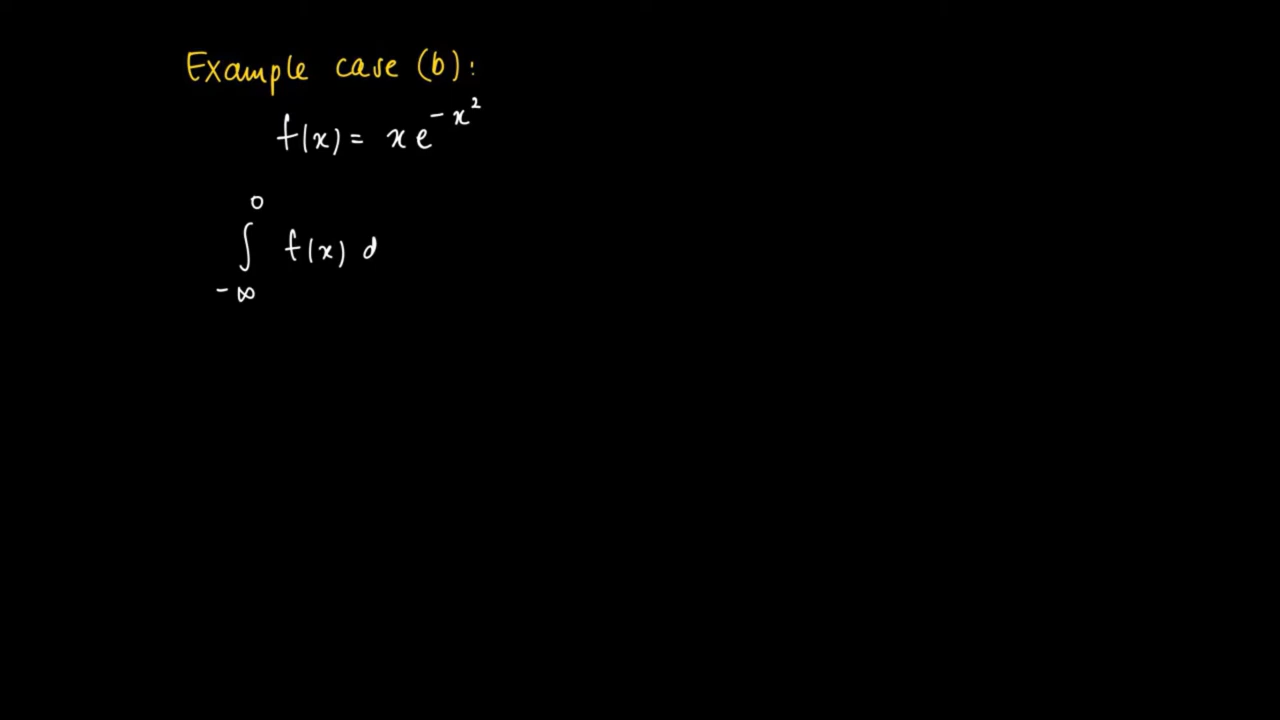 Example case (b):
f(x) = x e^{-x^2}
∫_{-∞}^{0} f(x) d